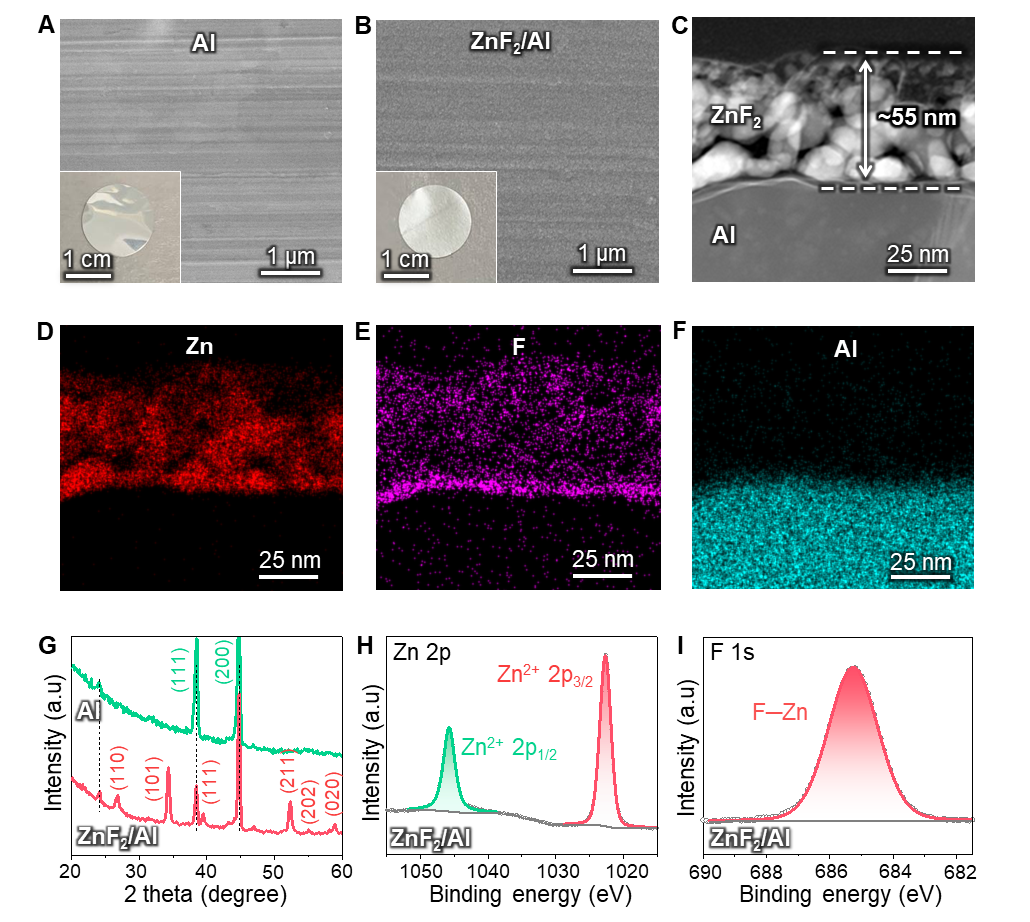 A
Al
1 cm
1 μm
B
ZnF₂/Al
1 cm
1 μm
C
ZnF₂
~55 nm
Al
25 nm
D
Zn
25 nm
E
F
25 nm
F
Al
25 nm
G
Intensity (a.u)
Al
(111)
(200)
(110)
(101)
(111)
(211)
(202)
(020)
ZnF₂/Al
20 30 40 50 60
2 theta (degree)
H
Zn 2p
Intensity (a.u)
Zn²⁺ 2p₃/₂
Zn²⁺ 2p₁/₂
ZnF₂/Al
1050 1040 1030 1020
Binding energy (eV)
I
F 1s
Intensity (a.u)
F—Zn
ZnF₂/Al
690 688 686 684 682
Binding energy (eV)